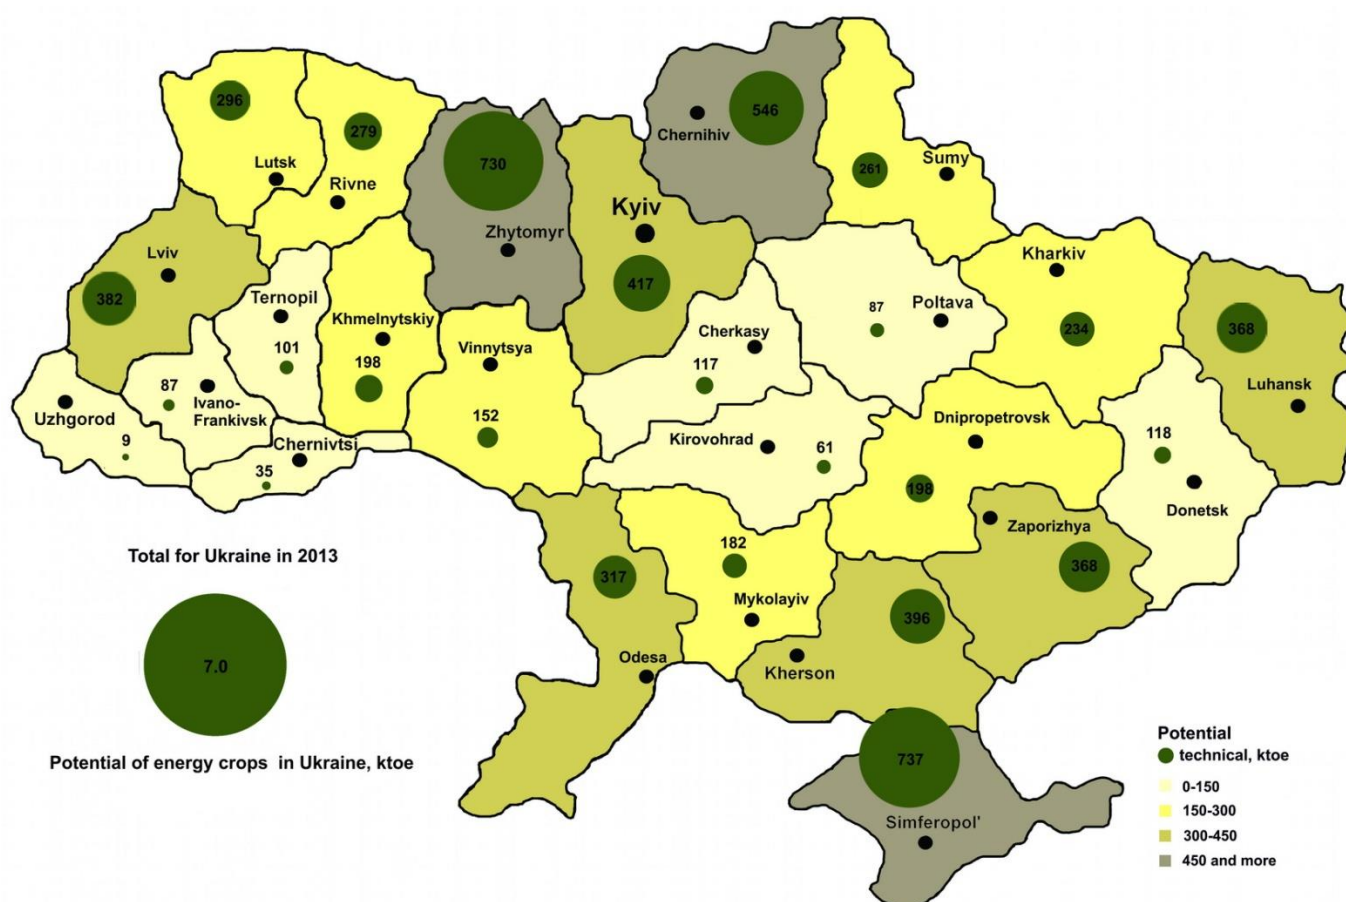 546
296
279
Chernihiv
730
Sumy
261
Lutsk
Rivne
Kyiv
Zhytomyr
Lviv
Kharkiv
417
382
Ternopil
Khmelnytskiy
87
Poltava
234
368
Cherkasy
Vinnytsya
101
198
117
Luhansk
87
Ivano-
Frankivsk
Uzhgorod
152
Dnipropetrovsk
9
Chernivtsi
Kirovohrad
61
118
35
198
Donetsk
Zaporizhya
Total for Ukraine in 2013
182
317
368
Mykolayiv
396
7.0
Odesa
Kherson
Potential of energy crops in Ukraine, ktoe
737
Simferopol'
Potential
technical, ktoe
0-150
150-300
300-450
450 and more